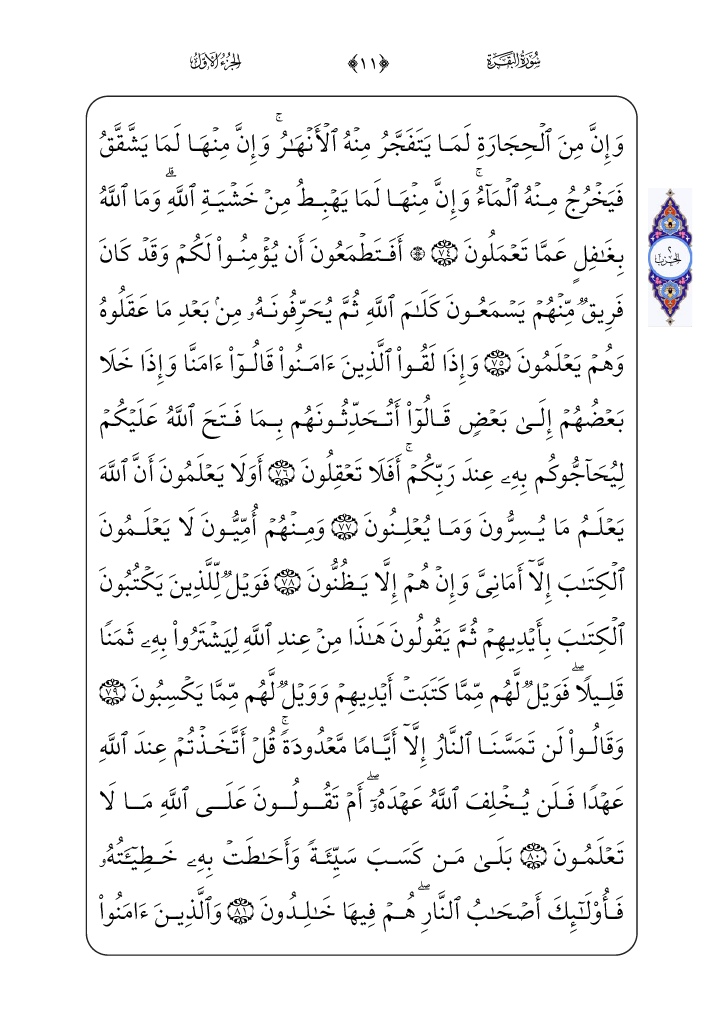 سُورَةُ البَقَرَةِ ﴿١١﴾ الجُزءُ الأوَّلُ
وَإِنَّ مِنَ ٱلۡحِجَارَةِ لَمَا يَتَفَجَّرُ مِنۡهُ ٱلۡأَنۡهَٰرُۚ وَإِنَّ مِنۡهَا لَمَا يَشَّقَّقُ
فَيَخۡرُجُ مِنۡهُ ٱلۡمَآءُۚ وَإِنَّ مِنۡهَا لَمَا يَهۡبِطُ مِنۡ خَشۡيَةِ ٱللَّهِۗ وَمَا ٱللَّهُ
بِغَٰفِلٍ عَمَّا تَعۡمَلُونَ ٧٤ ۞ أَفَتَطۡمَعُونَ أَن يُؤۡمِنُواْ لَكُمۡ وَقَدۡ كَانَ
فَرِيقٞ مِّنۡهُمۡ يَسۡمَعُونَ كَلَٰمَ ٱللَّهِ ثُمَّ يُحَرِّفُونَهُۥ مِنۢ بَعۡدِ مَا عَقَلُوهُ
وَهُمۡ يَعۡلَمُونَ ٧٥ وَإِذَا لَقُواْ ٱلَّذِينَ ءَامَنُواْ قَالُوٓاْ ءَامَنَّا وَإِذَا خَلَا
بَعۡضُهُمۡ إِلَىٰ بَعۡضٖ قَالُوٓاْ أَتُحَدِّثُونَهُم بِمَا فَتَحَ ٱللَّهُ عَلَيۡكُمۡ
لِيُحَآجُّوكُم بِهِۦ عِندَ رَبِّكُمۡۚ أَفَلَا تَعۡقِلُونَ ٧٦ أَوَلَا يَعۡلَمُونَ أَنَّ ٱللَّهَ
يَعۡلَمُ مَا يُسِرُّونَ وَمَا يُعۡلِنُونَ ٧٧ وَمِنۡهُمۡ أُمِّيُّونَ لَا يَعۡلَمُونَ
ٱلۡكِتَٰبَ إِلَّآ أَمَانِيَّ وَإِنۡ هُمۡ إِلَّا يَظُنُّونَ ٧٨ فَوَيۡلٞ لِّلَّذِينَ يَكۡتُبُونَ
ٱلۡكِتَٰبَ بِأَيۡدِيهِمۡ ثُمَّ يَقُولُونَ هَٰذَا مِنۡ عِندِ ٱللَّهِ لِيَشۡتَرُواْ بِهِۦ ثَمَنٗا
قَلِيلٗاۖ فَوَيۡلٞ لَّهُم مِّمَّا كَتَبَتۡ أَيۡدِيهِمۡ وَوَيۡلٞ لَّهُم مِّمَّا يَكۡسِبُونَ ٧٩
وَقَالُواْ لَن تَمَسَّنَا ٱلنَّارُ إِلَّآ أَيَّامٗا مَّعۡدُودَةٗۚ قُلۡ أَتَّخَذۡتُمۡ عِندَ ٱللَّهِ
عَهۡدٗا فَلَن يُخۡلِفَ ٱللَّهُ عَهۡدَهُۥٓۖ أَمۡ تَقُولُونَ عَلَى ٱللَّهِ مَا لَا
تَعۡلَمُونَ ٨٠ بَلَىٰ مَن كَسَبَ سَيِّئَةٗ وَأَحَٰطَتۡ بِهِۦ خَطِيٓـَٔتُهُۥ
فَأُوْلَٰٓئِكَ أَصۡحَٰبُ ٱلنَّارِۖ هُمۡ فِيهَا خَٰلِدُونَ ٨١ وَٱلَّذِينَ ءَامَنُواْ
الحِزب ٢